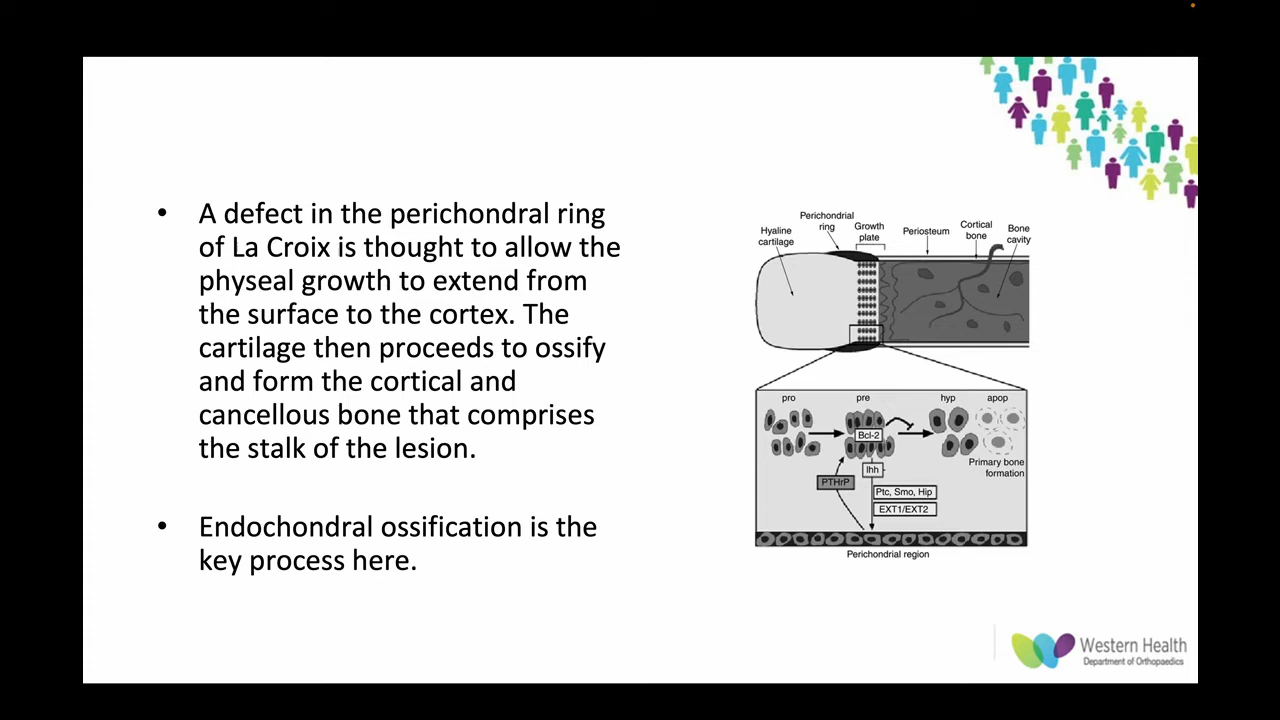 • A defect in the perichondral ring
of La Croix is thought to allow the
physeal growth to extend from
the surface to the cortex. The
cartilage then proceeds to ossify
and form the cortical and
cancellous bone that comprises
the stalk of the lesion.
• Endochondral ossification is the
key process here.
Hyaline
cartilage
Perichondrial
ring
Growth
plate
Periosteum
Cortical
bone
Bone
cavity
pro
pre
hyp
apop
Bcl-2
Ihh
PTHrP
Ptc, Smo, Hip
EXT1/EXT2
Primary bone
formation
Perichondrial region
Western Health
Department of Orthopaedics